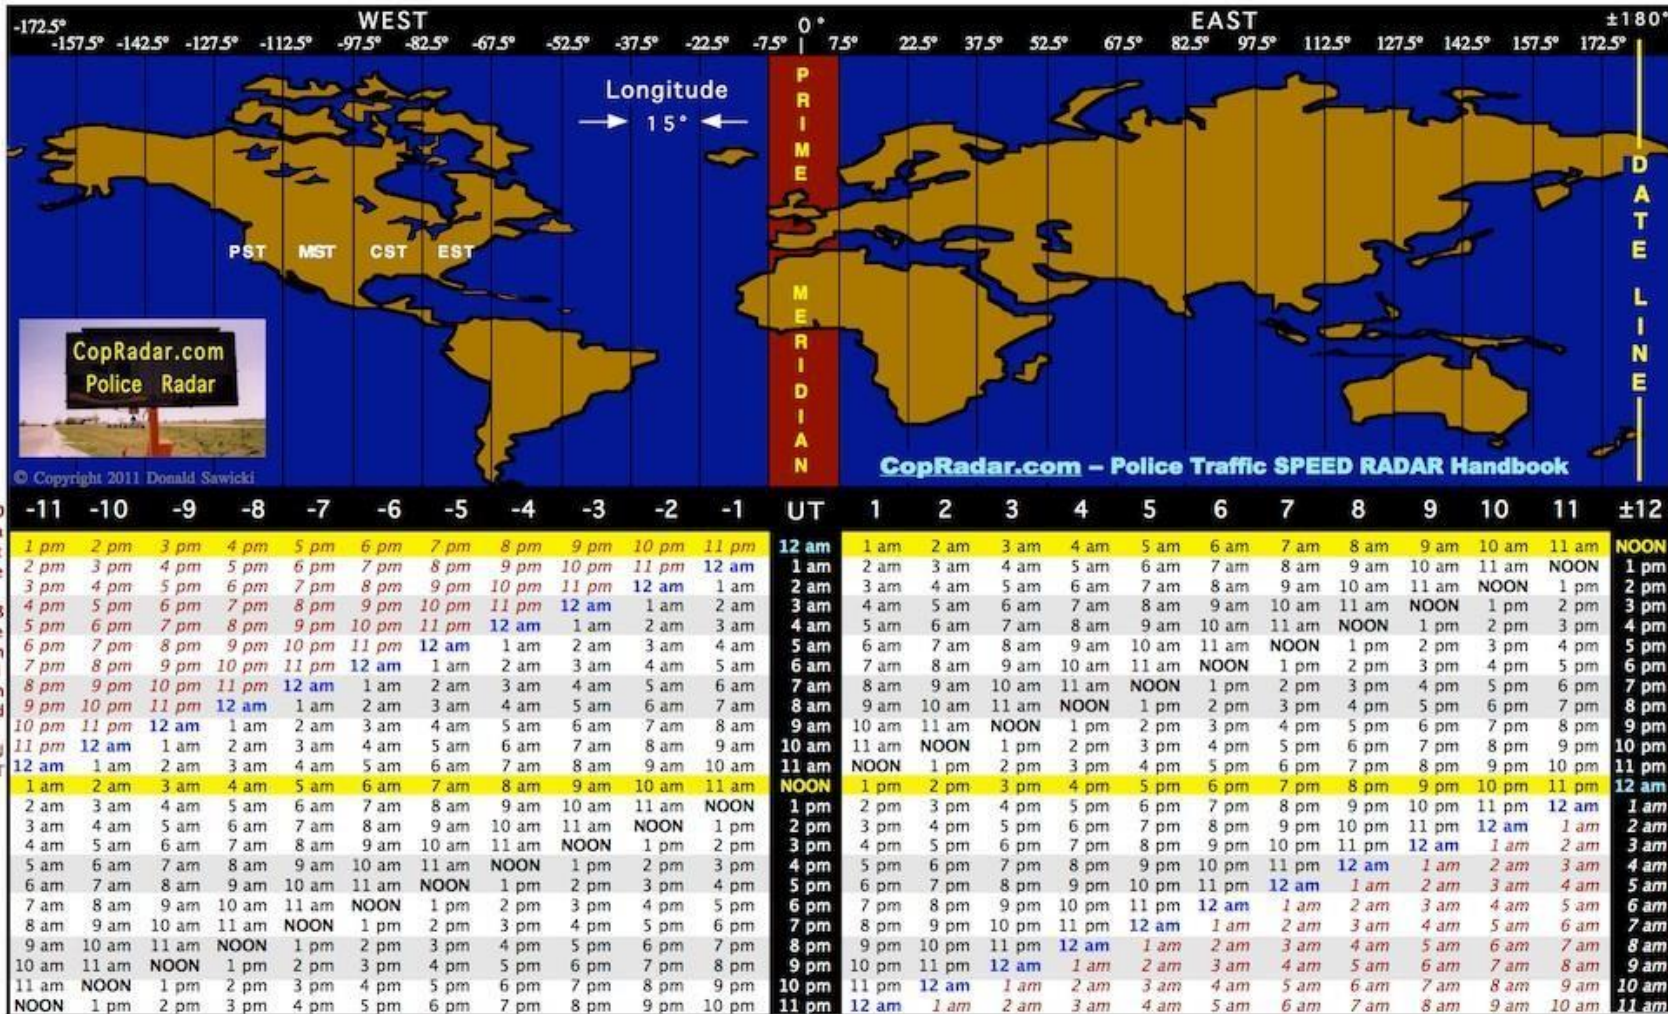 WEST 0° EAST ±180°
-172.5° -157.5° -142.5° -127.5° -112.5° -97.5° -82.5° -67.5° -52.5° -37.5° -22.5° -7.5° 7.5° 22.5° 37.5° 52.5° 67.5° 82.5° 97.5° 112.5° 127.5° 142.5° 157.5° 172.5°
Longitude
15°
PRIME MERIDIAN
DATE LINE
PST MST CST EST
CopRadar.com
Police Radar
© Copyright 2011 Donald Sawicki
CopRadar.com – Police Traffic SPEED RADAR Handbook
-11 -10 -9 -8 -7 -6 -5 -4 -3 -2 -1 UT 1 2 3 4 5 6 7 8 9 10 11 ±12
1 pm 2 pm 3 pm 4 pm 5 pm 6 pm 7 pm 8 pm 9 pm 10 pm 11 pm 12 am 1 am 2 am 3 am 4 am 5 am 6 am 7 am 8 am 9 am 10 am 11 am NOON
2 pm 3 pm 4 pm 5 pm 6 pm 7 pm 8 pm 9 pm 10 pm 11 pm 12 am 1 am 2 am 3 am 4 am 5 am 6 am 7 am 8 am 9 am 10 am 11 am NOON 1 pm
3 pm 4 pm 5 pm 6 pm 7 pm 8 pm 9 pm 10 pm 11 pm 12 am 1 am 2 am 3 am 4 am 5 am 6 am 7 am 8 am 9 am 10 am 11 am NOON 1 pm 2 pm
4 pm 5 pm 6 pm 7 pm 8 pm 9 pm 10 pm 11 pm 12 am 1 am 2 am 3 am 4 am 5 am 6 am 7 am 8 am 9 am 10 am 11 am NOON 1 pm 2 pm 3 pm
5 pm 6 pm 7 pm 8 pm 9 pm 10 pm 11 pm 12 am 1 am 2 am 3 am 4 am 5 am 6 am 7 am 8 am 9 am 10 am 11 am NOON 1 pm 2 pm 3 pm 4 pm
6 pm 7 pm 8 pm 9 pm 10 pm 11 pm 12 am 1 am 2 am 3 am 4 am 5 am 6 am 7 am 8 am 9 am 10 am 11 am NOON 1 pm 2 pm 3 pm 4 pm 5 pm
7 pm 8 pm 9 pm 10 pm 11 pm 12 am 1 am 2 am 3 am 4 am 5 am 6 am 7 am 8 am 9 am 10 am 11 am NOON 1 pm 2 pm 3 pm 4 pm 5 pm 6 pm
8 pm 9 pm 10 pm 11 pm 12 am 1 am 2 am 3 am 4 am 5 am 6 am 7 am 8 am 9 am 10 am 11 am NOON 1 pm 2 pm 3 pm 4 pm 5 pm 6 pm 7 pm
9 pm 10 pm 11 pm 12 am 1 am 2 am 3 am 4 am 5 am 6 am 7 am 8 am 9 am 10 am 11 am NOON 1 pm 2 pm 3 pm 4 pm 5 pm 6 pm 7 pm 8 pm
10 pm 11 pm 12 am 1 am 2 am 3 am 4 am 5 am 6 am 7 am 8 am 9 am 10 am 11 am NOON 1 pm 2 pm 3 pm 4 pm 5 pm 6 pm 7 pm 8 pm 9 pm
11 pm 12 am 1 am 2 am 3 am 4 am 5 am 6 am 7 am 8 am 9 am 10 am 11 am NOON 1 pm 2 pm 3 pm 4 pm 5 pm 6 pm 7 pm 8 pm 9 pm 10 pm
12 am 1 am 2 am 3 am 4 am 5 am 6 am 7 am 8 am 9 am 10 am 11 am NOON 1 pm 2 pm 3 pm 4 pm 5 pm 6 pm 7 pm 8 pm 9 pm 10 pm 11 pm
1 am 2 am 3 am 4 am 5 am 6 am 7 am 8 am 9 am 10 am 11 am NOON 1 pm 2 pm 3 pm 4 pm 5 pm 6 pm 7 pm 8 pm 9 pm 10 pm 11 pm 12 am
2 am 3 am 4 am 5 am 6 am 7 am 8 am 9 am 10 am 11 am NOON 1 pm 2 pm 3 pm 4 pm 5 pm 6 pm 7 pm 8 pm 9 pm 10 pm 11 pm 12 am 1 am
3 am 4 am 5 am 6 am 7 am 8 am 9 am 10 am 11 am NOON 1 pm 2 pm 3 pm 4 pm 5 pm 6 pm 7 pm 8 pm 9 pm 10 pm 11 pm 12 am 1 am 2 am
4 am 5 am 6 am 7 am 8 am 9 am 10 am 11 am NOON 1 pm 2 pm 3 pm 4 pm 5 pm 6 pm 7 pm 8 pm 9 pm 10 pm 11 pm 12 am 1 am 2 am 3 am
5 am 6 am 7 am 8 am 9 am 10 am 11 am NOON 1 pm 2 pm 3 pm 4 pm 5 pm 6 pm 7 pm 8 pm 9 pm 10 pm 11 pm 12 am 1 am 2 am 3 am 4 am
6 am 7 am 8 am 9 am 10 am 11 am NOON 1 pm 2 pm 3 pm 4 pm 5 pm 6 pm 7 pm 8 pm 9 pm 10 pm 11 pm 12 am 1 am 2 am 3 am 4 am 5 am
7 am 8 am 9 am 10 am 11 am NOON 1 pm 2 pm 3 pm 4 pm 5 pm 6 pm 7 pm 8 pm 9 pm 10 pm 11 pm 12 am 1 am 2 am 3 am 4 am 5 am 6 am
8 am 9 am 10 am 11 am NOON 1 pm 2 pm 3 pm 4 pm 5 pm 6 pm 7 pm 8 pm 9 pm 10 pm 11 pm 12 am 1 am 2 am 3 am 4 am 5 am 6 am 7 am
9 am 10 am 11 am NOON 1 pm 2 pm 3 pm 4 pm 5 pm 6 pm 7 pm 8 pm 9 pm 10 pm 11 pm 12 am 1 am 2 am 3 am 4 am 5 am 6 am 7 am 8 am
10 am 11 am NOON 1 pm 2 pm 3 pm 4 pm 5 pm 6 pm 7 pm 8 pm 9 pm 10 pm 11 pm 12 am 1 am 2 am 3 am 4 am 5 am 6 am 7 am 8 am 9 am
11 am NOON 1 pm 2 pm 3 pm 4 pm 5 pm 6 pm 7 pm 8 pm 9 pm 10 pm 11 pm 12 am 1 am 2 am 3 am 4 am 5 am 6 am 7 am 8 am 9 am 10 am
NOON 1 pm 2 pm 3 pm 4 pm 5 pm 6 pm 7 pm 8 pm 9 pm 10 pm 11 pm 12 am 1 am 2 am 3 am 4 am 5 am 6 am 7 am 8 am 9 am 10 am 11 am